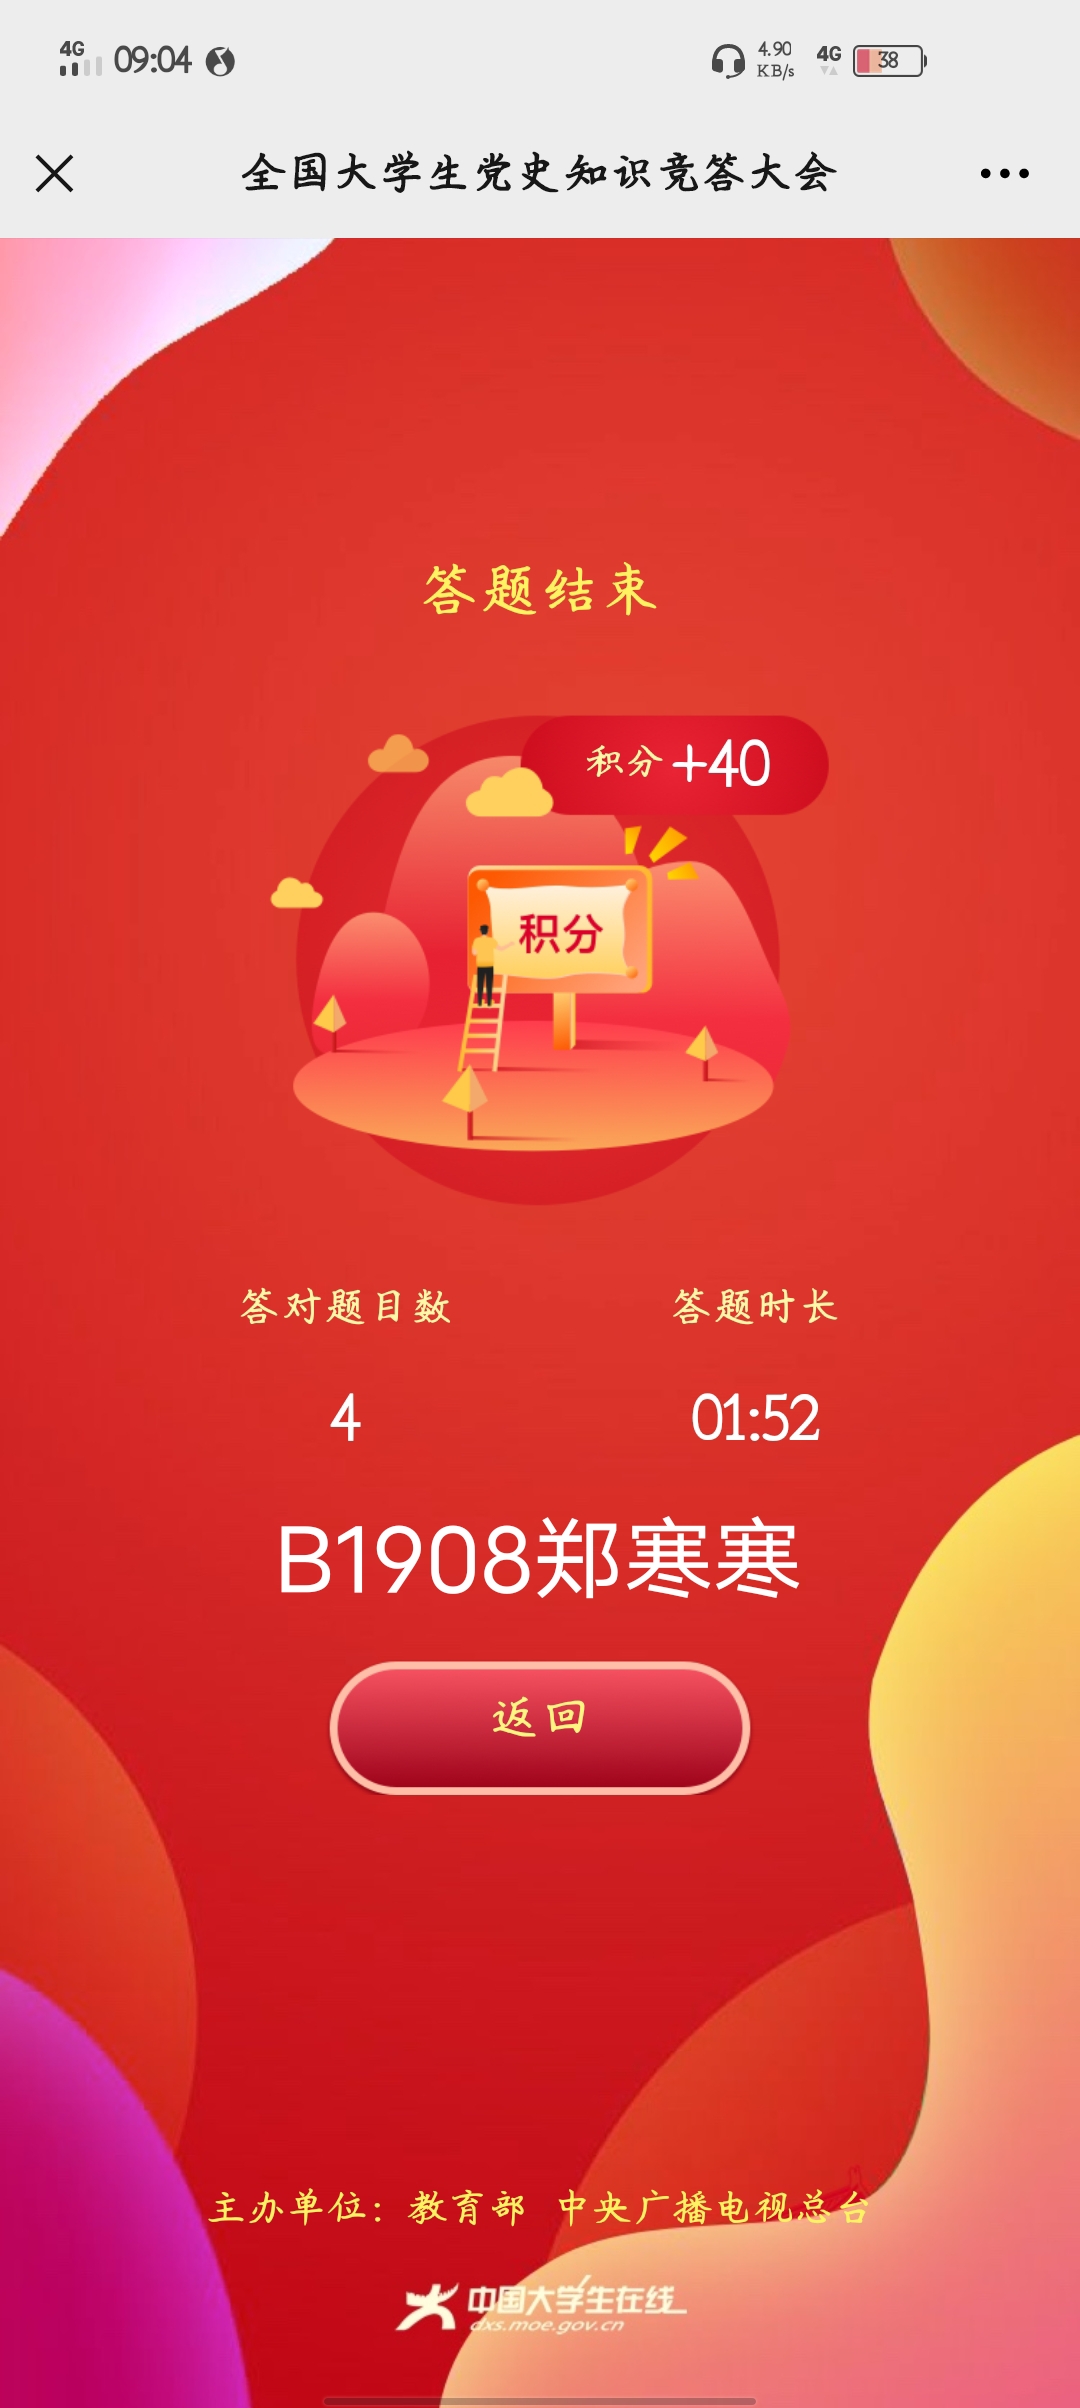 4G 09:04 4.90 KB/s 4G 38
全国大学生党史知识竞答大会
答题结束
积分+40
积分
答对题目数 答题时长
4 01:52
B1908郑寒寒
返回
主办单位：教育部 中央广播电视总台
中国大学生在线
dxs.moe.gov.cn